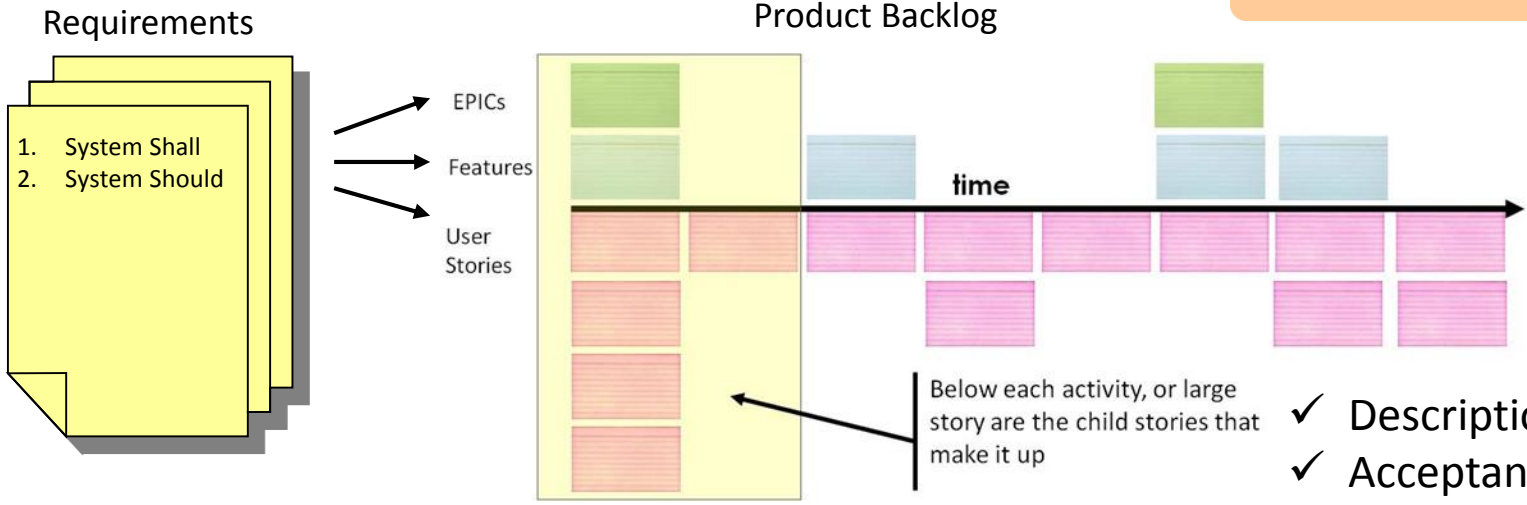 Requirements
Product Backlog
1. System Shall
2. System Should
EPICs
Features
User
Stories
time
Below each activity, or large
story are the child stories that
make it up
✓
✓